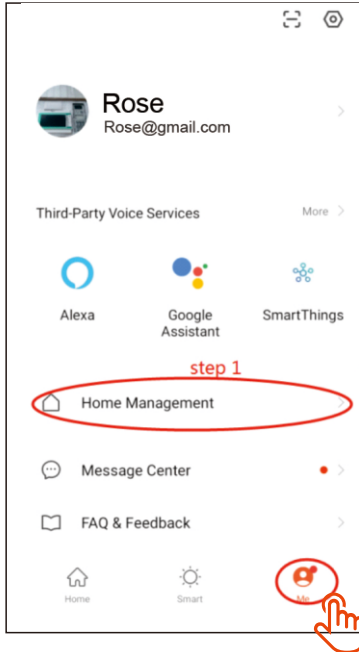 Rose
Rose@gmail.com
Third-Party Voice Services More
Alexa
Google
Assistant
SmartThings
step 1
Home Management
Message Center
FAQ & Feedback
Home
Smart
Me